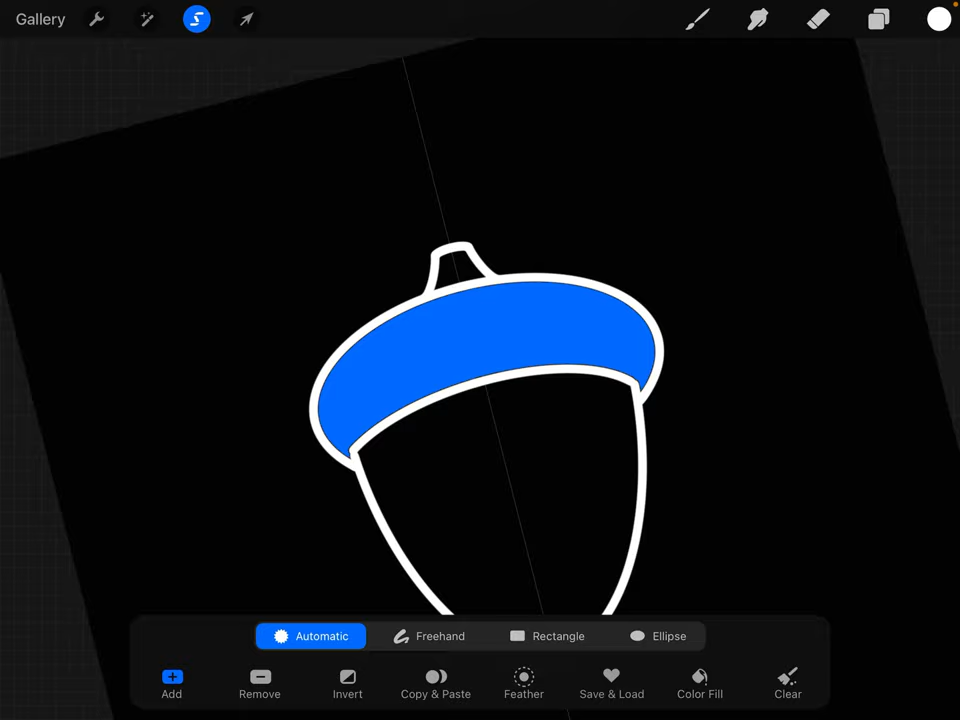 Gallery
Automatic Freehand Rectangle Ellipse
Add Remove Invert Copy & Paste Feather Save & Load Color Fill Clear